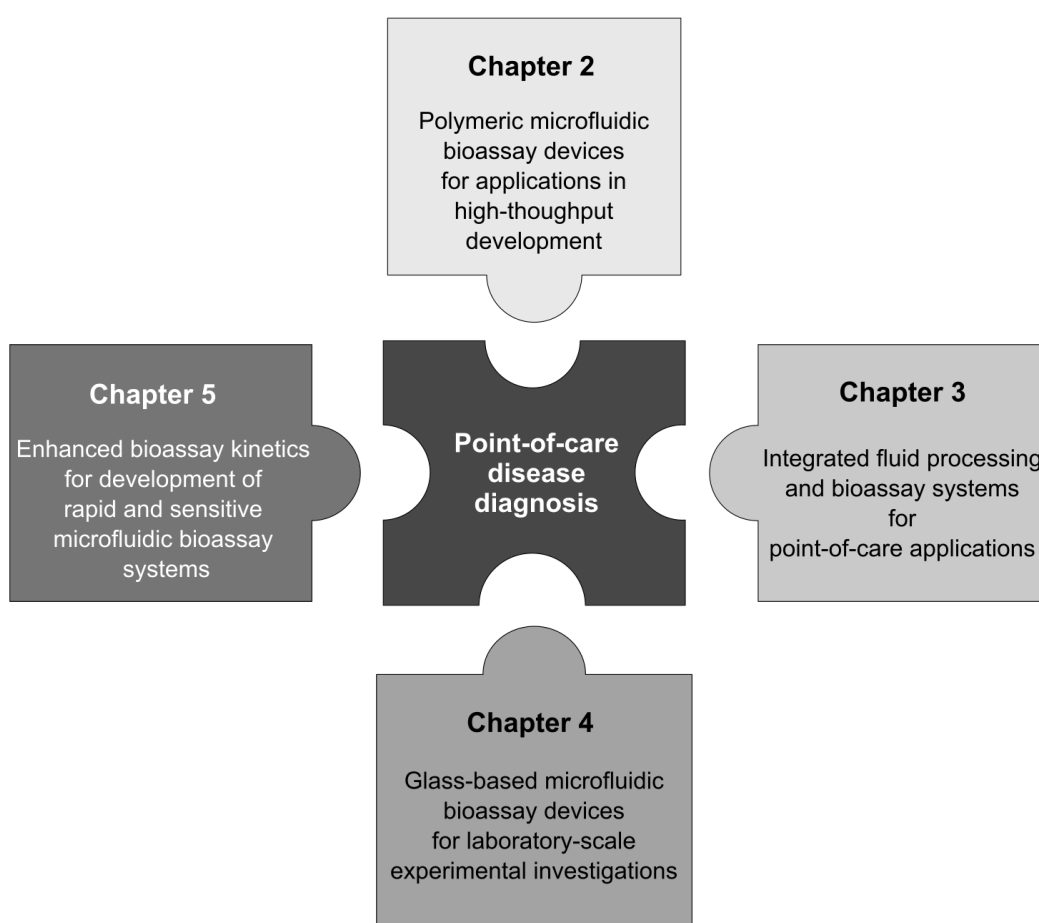 Chapter 2
Polymeric microfluidic
bioassay devices
for applications in
high-thoughput
development
Chapter 5
Enhanced bioassay kinetics
for development of
rapid and sensitive
microfluidic bioassay
systems
Point-of-care
disease
diagnosis
Chapter 3
Integrated fluid processing
and bioassay systems
for
point-of-care applications
Chapter 4
Glass-based microfluidic
bioassay devices
for laboratory-scale
experimental investigations